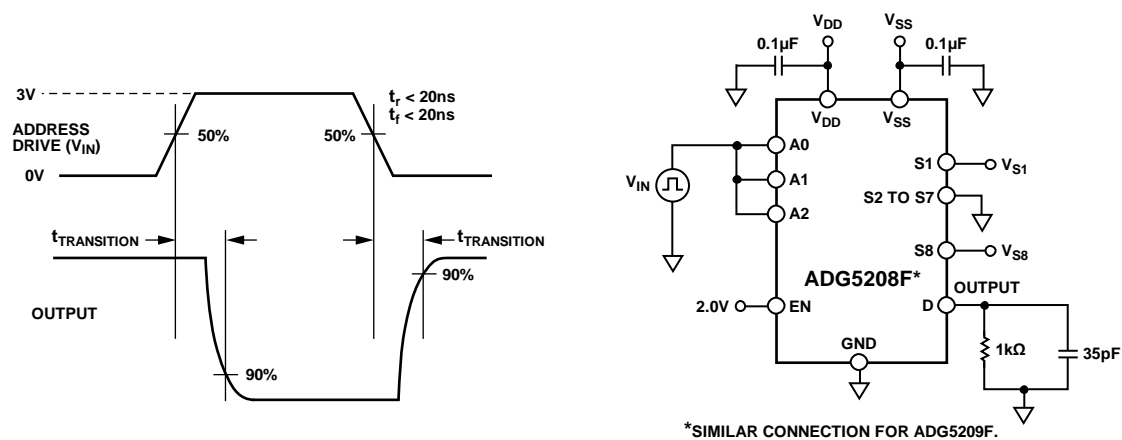 3V
ADDRESS
DRIVE (VIN)
0V
50%
50%
tr < 20ns
tf < 20ns
tTRANSITION
tTRANSITION
OUTPUT
90%
90%
VDD
VSS
0.1µF
0.1µF
VDD
VSS
VIN
A0
A1
A2
S1
VS1
S2 TO S7
S8
VS8
ADG5208F*
OUTPUT
2.0V
EN
D
GND
1kΩ
35pF
*SIMILAR CONNECTION FOR ADG5209F.